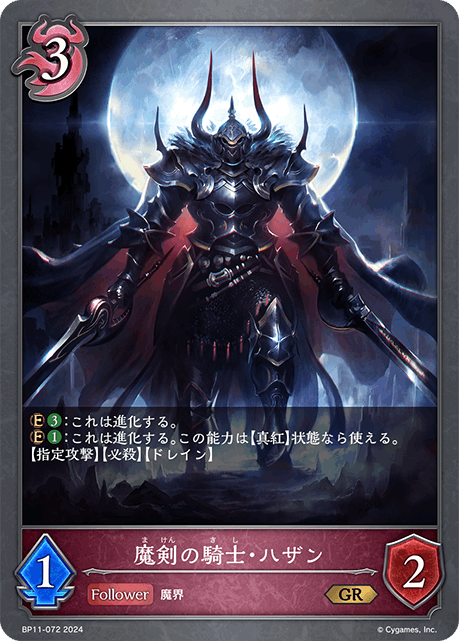 3
Ⓔ③:これは進化する。
Ⓔ①:これは進化する。この能力は【真紅】状態なら使える。
【指定攻撃】【必殺】【ドレイン】
まけん きし
魔剣の騎士・ハザン
1
Follower 魔界
GR
2
BP11-072 2024
© Cygames, Inc.